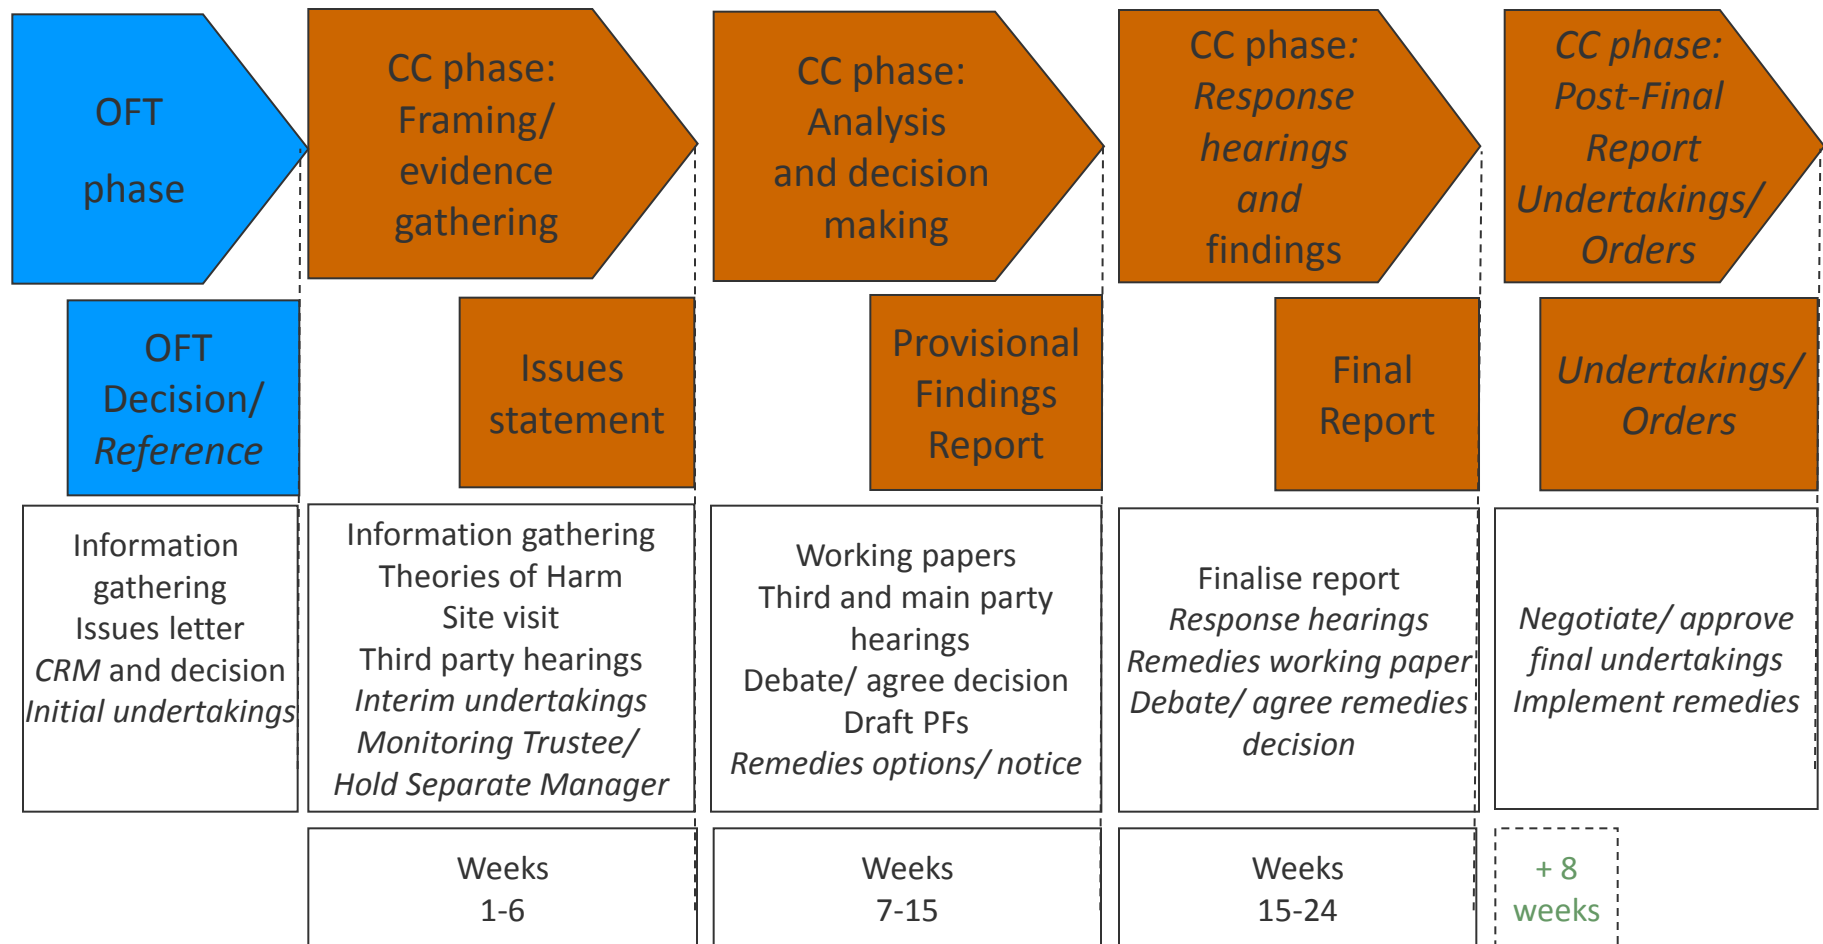 OFT
phase
CC phase:
Framing/
evidence
gathering
CC phase:
Analysis
and decision
making
CC phase:
Response
hearings
and
findings
CC phase:
Post-Final
Report
Undertakings/
Orders
OFT
Decision/
Reference
Issues
statement
Provisional
Findings
Report
Final
Report
Undertakings/
Orders
Information
gathering
Issues letter
CRM and decision
Initial undertakings
Information gathering
Theories of Harm
Site visit
Third party hearings
Interim undertakings
Monitoring Trustee/
Hold Separate Manager
Working papers
Third and main party
hearings
Debate/ agree decision
Draft PFs
Remedies options/ notice
Finalise report
Response hearings
Remedies working paper
Debate/ agree remedies
decision
Negotiate/ approve
final undertakings
Implement remedies
Weeks
1-6
Weeks
7-15
Weeks
15-24
+ 8
weeks